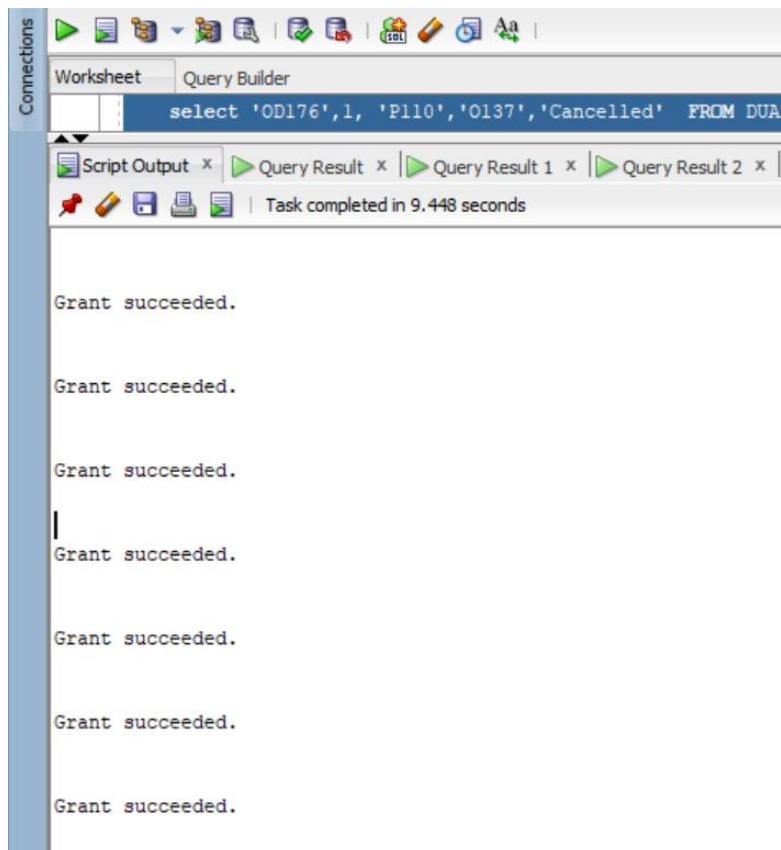 Connections
SQL Aa
Worksheet Query Builder
select 'OD176',1, 'P110','O137','Cancelled' FROM DUA
Script Output x Query Result x Query Result 1 x Query Result 2 x
Task completed in 9.448 seconds
Grant succeeded.
Grant succeeded.
Grant succeeded.
Grant succeeded.
Grant succeeded.
Grant succeeded.
Grant succeeded.